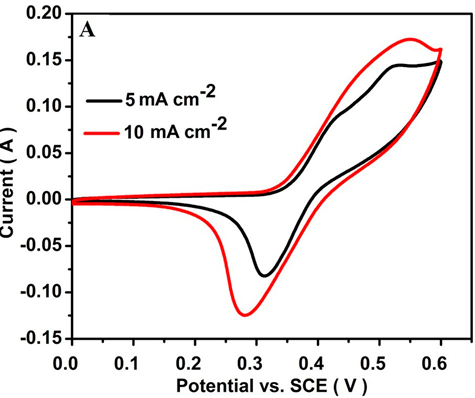 A
0.20
0.15
0.10
0.05
0.00
-0.05
-0.10
-0.15
Current ( A )
5 mA cm-2
10 mA cm-2
0.0 0.1 0.2 0.3 0.4 0.5 0.6
Potential vs. SCE ( V )